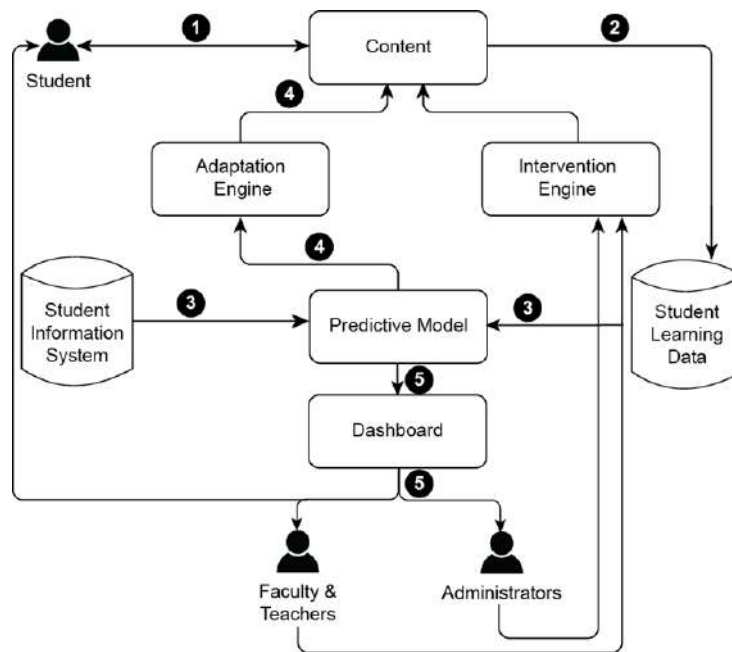 1
2
Content
Student
4
Adaptation
Engine
Intervention
Engine
4
Student
Information
System
3
Predictive Model
3
Student
Learning
Data
5
Dashboard
5
Faculty &
Teachers
Administrators